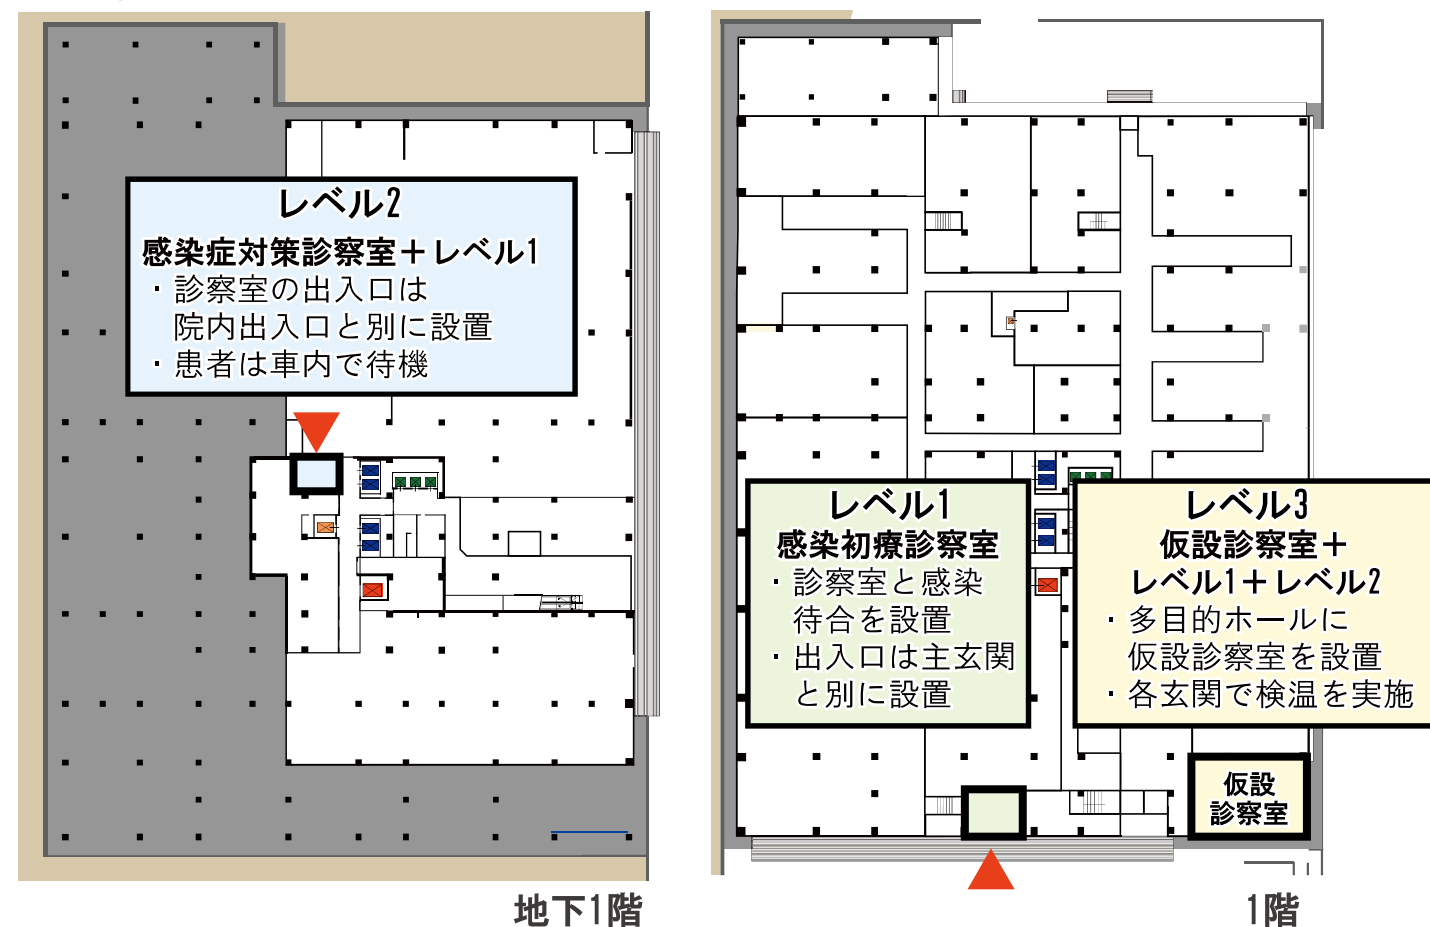 レベル2
感染症対策診察室＋レベル1
・診察室の出入口は
院内出入口と別に設置
・患者は車内で待機
地下1階
レベル1
感染初療診察室
・診察室と感染
待合を設置
・出入口は主玄関
と別に設置
レベル3
仮設診察室＋
レベル1＋レベル2
・多目的ホールに
仮設診察室を設置
・各玄関で検温を実施
仮設
診察室
1階